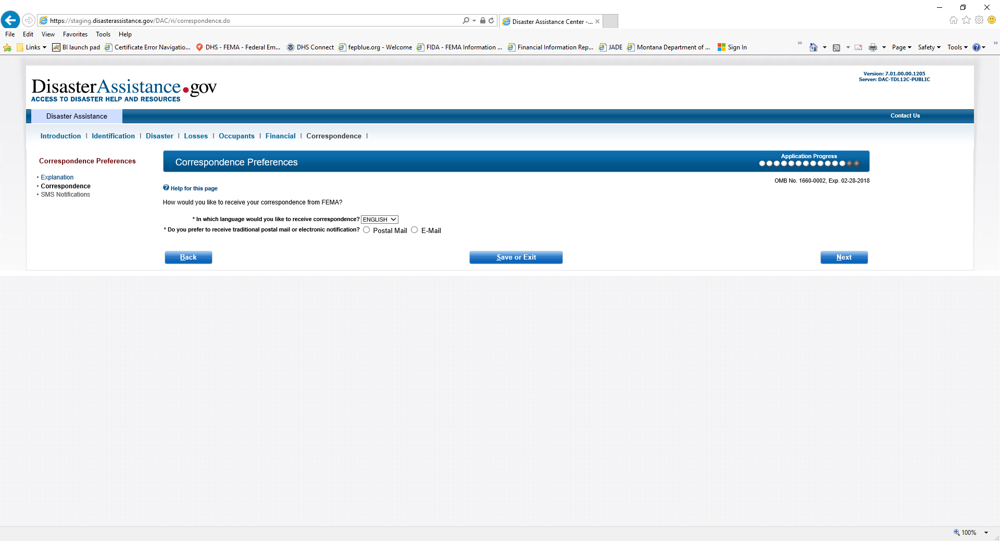 https://staging.disasterassistance.gov/DAC/ri/correspondence.do
Disaster Assistance Center -...
File Edit View Favorites Tools Help
Links BI launch pad Certificate Error Navigatio... DHS - FEMA - Federal Em... DHS Connect fepblue.org - Welcome FIDA - FEMA Information ... Financial Information Rep... JADE Montana Department of ... Sign In Page Safety Tools
Version: 7.01.00.00.1205
Server: DAC-TDL12C-PUBLIC
DisasterAssistance.gov
ACCESS TO DISASTER HELP AND RESOURCES
Disaster Assistance Contact Us
Introduction | Identification | Disaster | Losses | Occupants | Financial | Correspondence |
Correspondence Preferences
• Explanation
• Correspondence
• SMS Notifications
Correspondence Preferences
Application Progress
OMB No. 1660-0002, Exp. 02-28-2018
Help for this page
How would you like to receive your correspondence from FEMA?
* In which language would you like to receive correspondence? ENGLISH
* Do you prefer to receive traditional postal mail or electronic notification? Postal Mail E-Mail
Back Save or Exit Next
100%